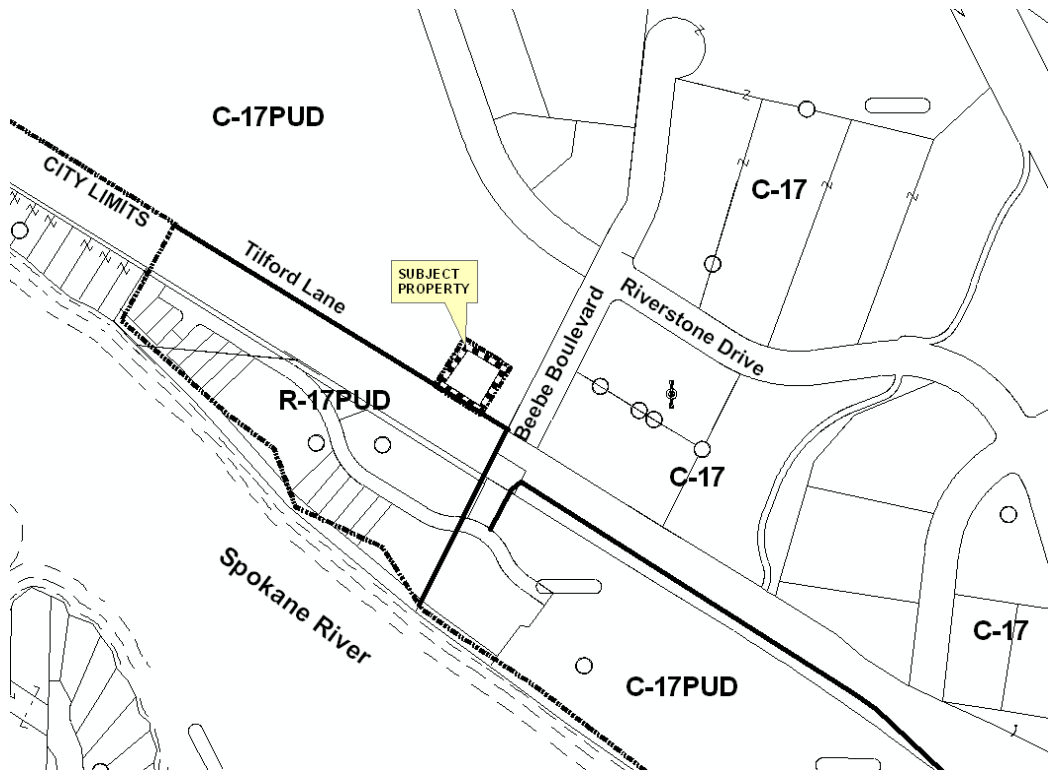 C-17PUD
CITY LIMITS
C-17
Tilford Lane
SUBJECT
PROPERTY
Riverstone Drive
Beebe Boulevard
R-17PUD
C-17
Spokane River
C-17
C-17PUD